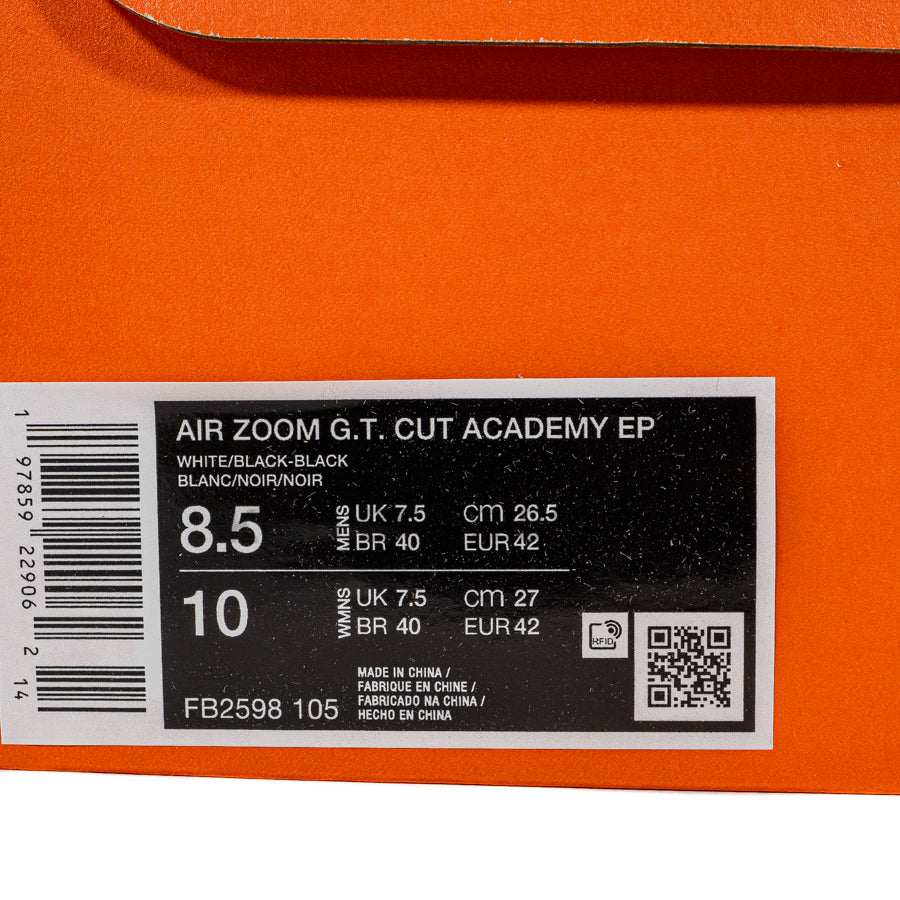 AIR ZOOM G.T. CUT ACADEMY EP
WHITE/BLACK-BLACK
BLANC/NOIR/NOIR
8.5 MENS UK 7.5 CM 26.5
BR 40 EUR 42
10 WMNS UK 7.5 CM 27
BR 40 EUR 42
RFID
MADE IN CHINA /
FABRIQUE EN CHINE /
FABRICADO NA CHINA /
HECHO EN CHINA
FB2598 105
1 97859 22906 2 14